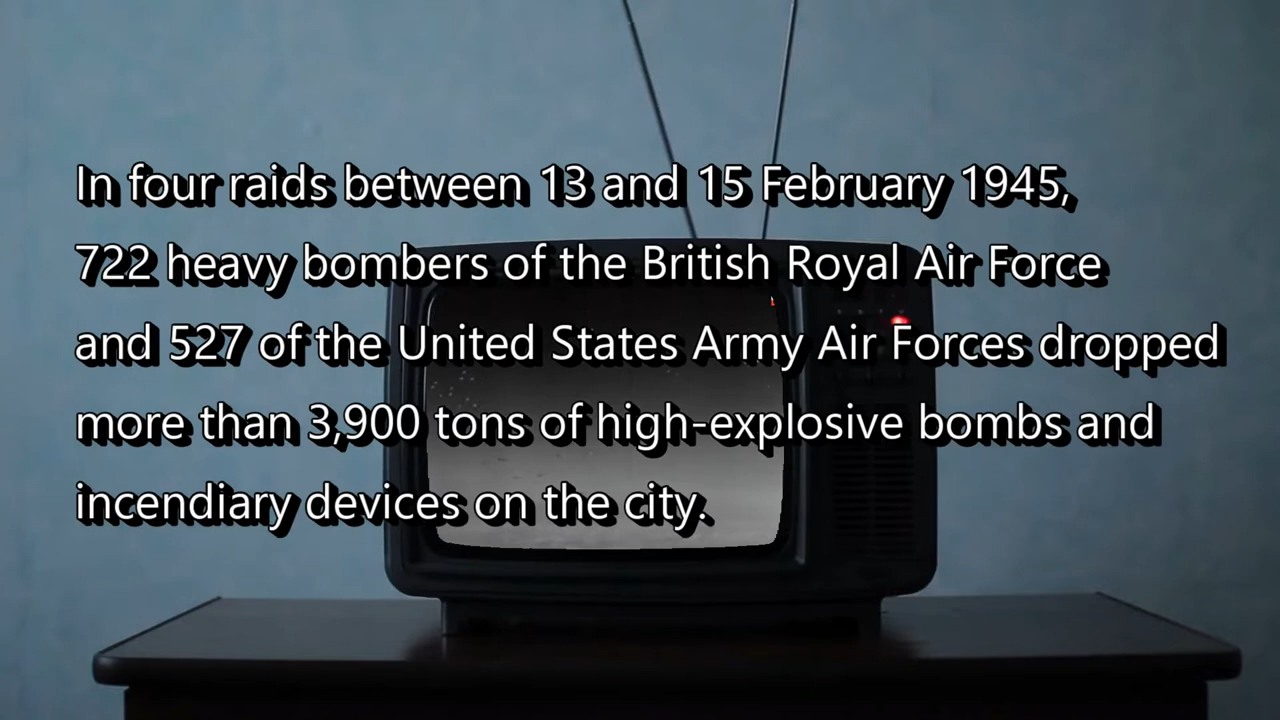 In four raids between 13 and 15 February 1945,
722 heavy bombers of the British Royal Air Force
and 527 of the United States Army Air Forces dropped
more than 3,900 tons of high-explosive bombs and
incendiary devices on the city.